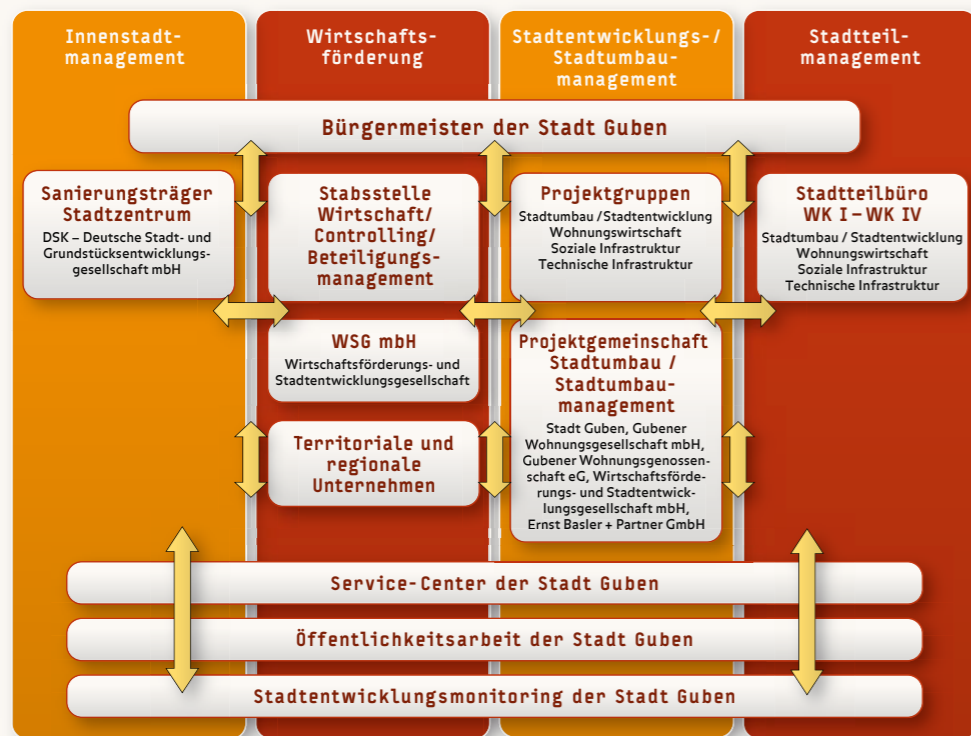 Innenstadt-
management
Wirtschafts-
förderung
Stadtentwicklungs-/
Stadtumbau-
management
Stadtteil-
management
Bürgermeister der Stadt Guben
Sanierungsträger
Stadtzentrum
DSK – Deutsche Stadt- und
Grundstücksentwicklungs-
gesellschaft mbH
Stabsstelle
Wirtschaft/
Controlling/
Beteiligungs-
management
Projektgruppen
Stadtumbau / Stadtentwicklung
Wohnungswirtschaft
Soziale Infrastruktur
Technische Infrastruktur
Stadtteilbüro
WK I – WK IV
Stadtumbau / Stadtentwicklung
Wohnungswirtschaft
Soziale Infrastruktur
Technische Infrastruktur
WSG mbH
Wirtschaftsförderungs- und
Stadtentwicklungsgesellschaft
Projektgemeinschaft
Stadtumbau /
Stadtumbau-
management
Stadt Guben, Gubener
Wohnungsgesellschaft mbH,
Gubener Wohnungsgenossen-
schaft eG, Wirtschaftsförde-
rungs- und Stadtentwick-
lungsgesellschaft mbH,
Ernst Basler + Partner GmbH
Territoriale und
regionale
Unternehmen
Service-Center der Stadt Guben
Öffentlichkeitsarbeit der Stadt Guben
Stadtentwicklungsmonitoring der Stadt Guben